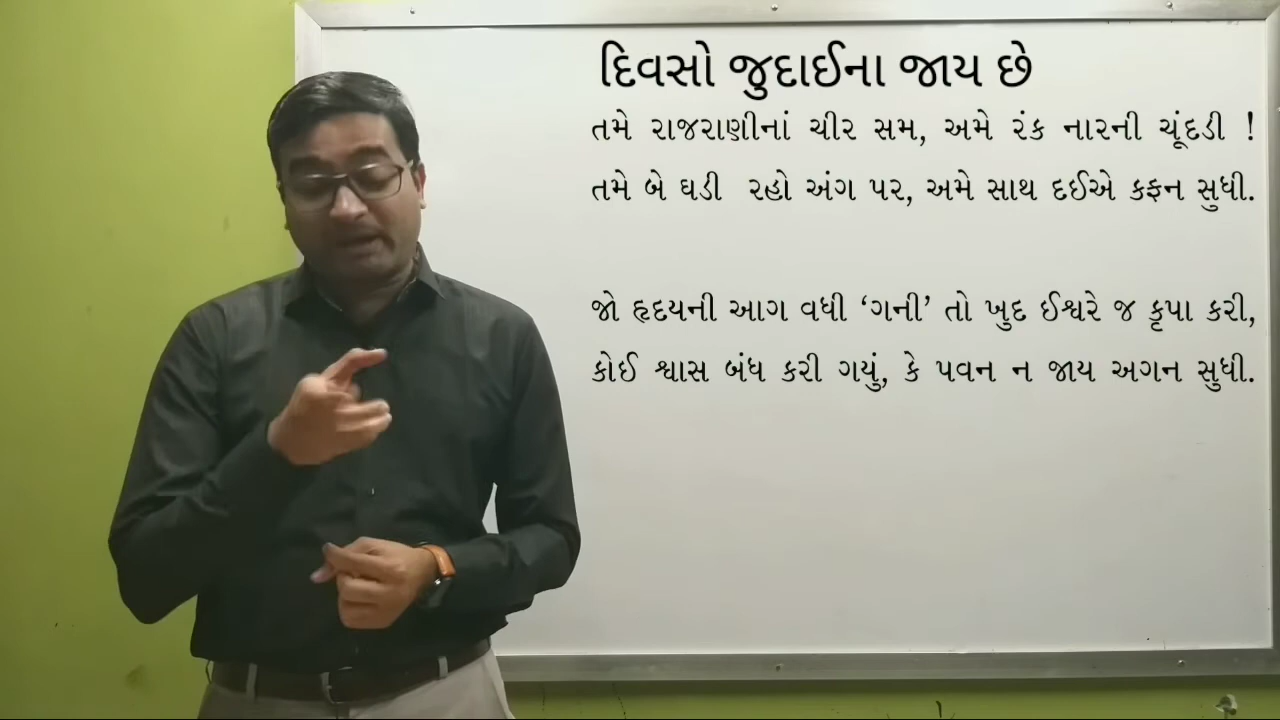 દિવસો જુદાઈના જાય છે
તમે રાજરાણીનાં ચીર સમ, અમે રંક નારની ચૂંદડી !
તમે બે ઘડી રહો અંગ પર, અમે સાથ દઈએ કફન સુધી.
જો હૃદયની આગ વધી ‘ગની’ તો ખુદ ઈશ્વરે જ કૃપા કરી,
કોઈ શ્વાસ બંધ કરી ગયું, કે પવન ન જાય અગન સુધી.